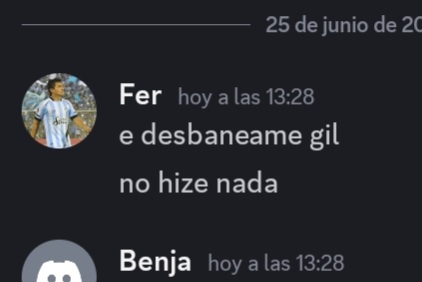 25 de junio de 20
Fer hoy a las 13:28
e desbaneame gil
no hize nada
Benja hoy a las 13:28